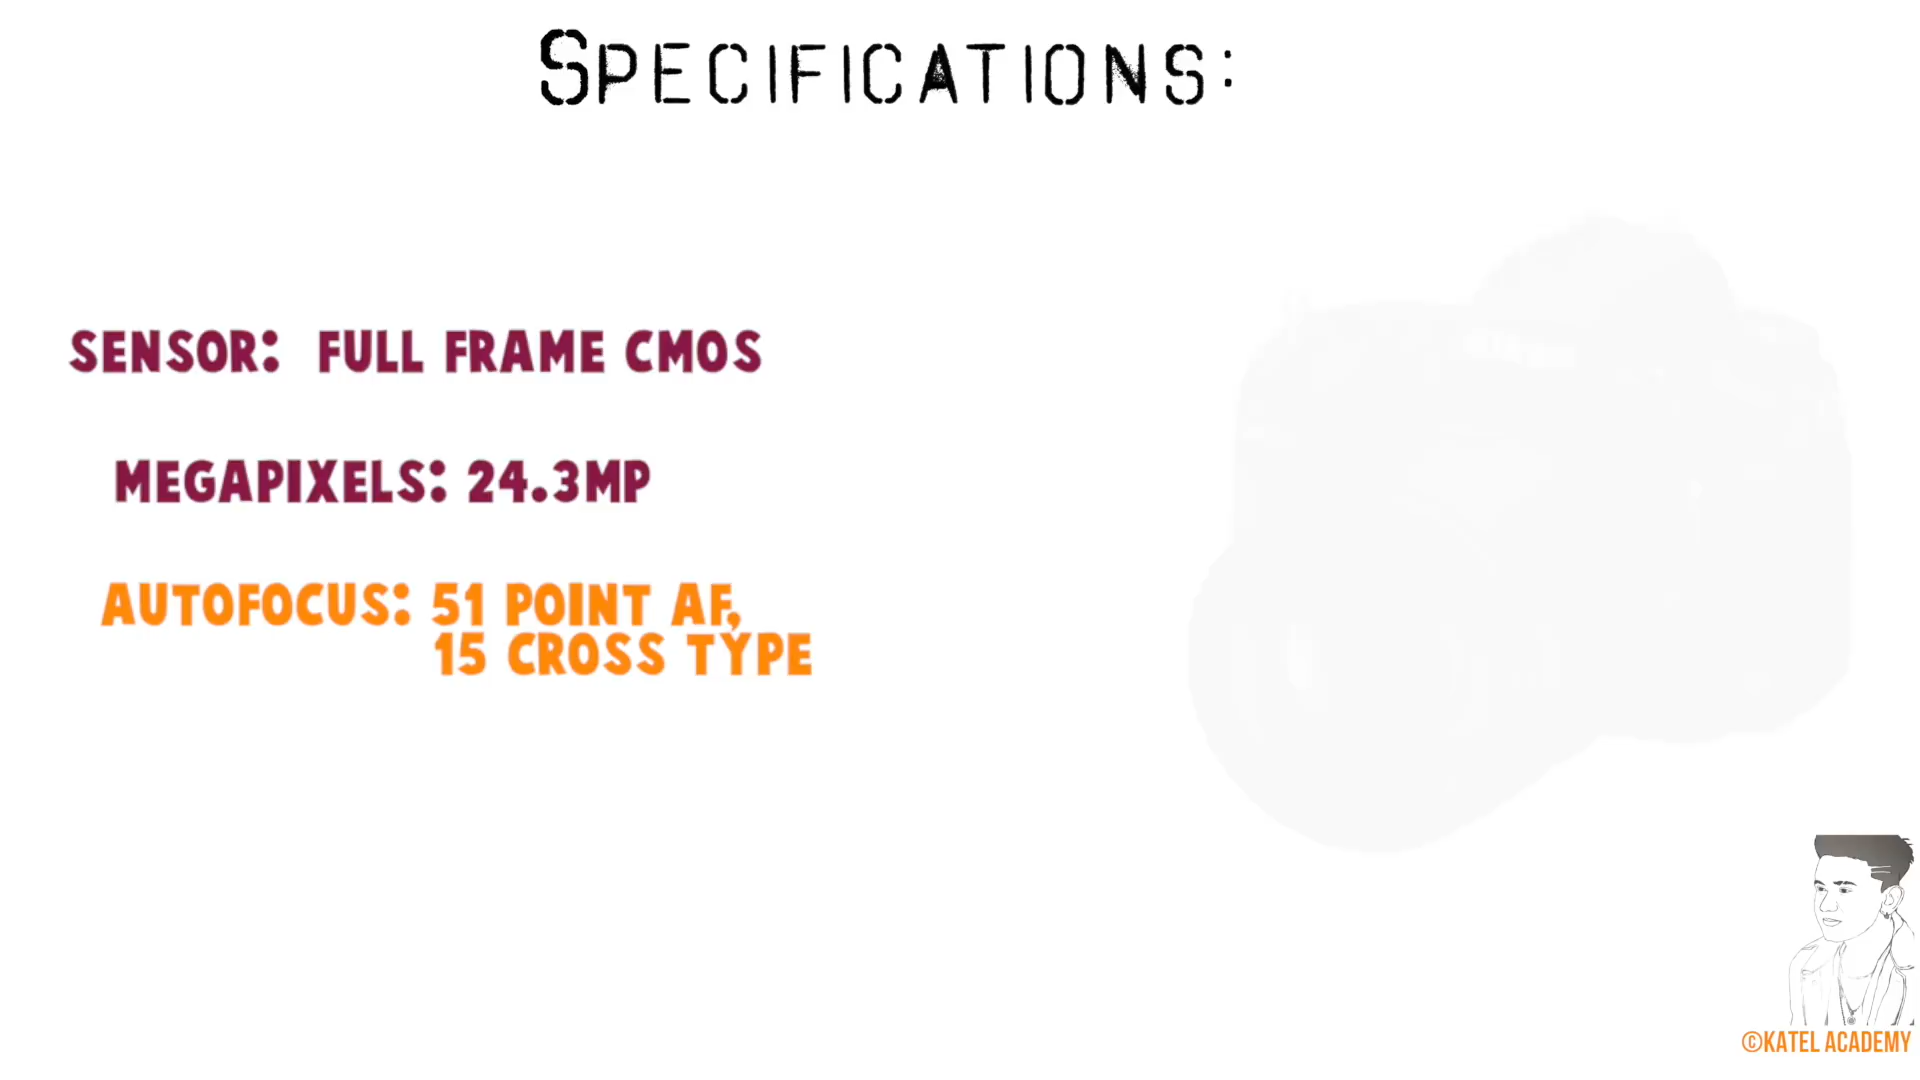 Specifications:
SENSOR: FULL FRAME CMOS
MEGAPIXELS: 24.3MP
AUTOFOCUS: 51 POINT AF,
15 CROSS TYPE
©KATEL ACADEMY